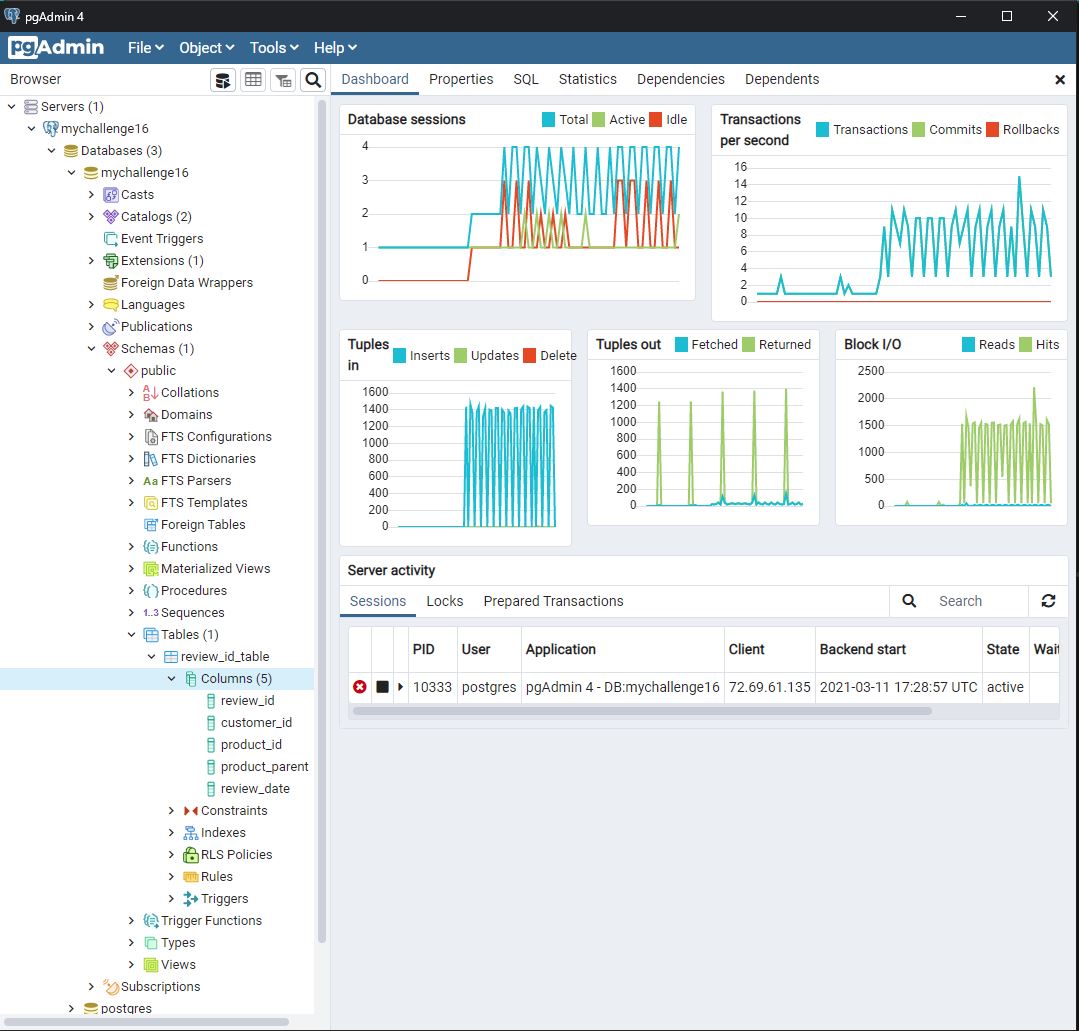 pgAdmin 4
pgAdmin File Object Tools Help
Browser
Dashboard Properties SQL Statistics Dependencies Dependents
Servers (1)
mychallenge16
Databases (3)
mychallenge16
Casts
Catalogs (2)
Event Triggers
Extensions (1)
Foreign Data Wrappers
Languages
Publications
Schemas (1)
public
Collations
Domains
FTS Configurations
FTS Dictionaries
FTS Parsers
FTS Templates
Foreign Tables
Functions
Materialized Views
Procedures
1..3 Sequences
Tables (1)
review_id_table
Columns (5)
review_id
customer_id
product_id
product_parent
review_date
Constraints
Indexes
RLS Policies
Rules
Triggers
Trigger Functions
Types
Views
Subscriptions
postgres
Database sessions Total Active Idle
4
3
2
1
0
Transactions per second Transactions Commits Rollbacks
16
14
12
10
8
6
4
2
0
Tuples in Inserts Updates Delete
1600
1400
1200
1000
800
600
400
200
0
Tuples out Fetched Returned
1600
1400
1200
1000
800
600
400
200
0
Block I/O Reads Hits
2500
2000
1500
1000
500
0
Server activity
Sessions Locks Prepared Transactions Search
PID User Application Client Backend start State Wait
10333 postgres pgAdmin 4 - DB:mychallenge16 72.69.61.135 2021-03-11 17:28:57 UTC active